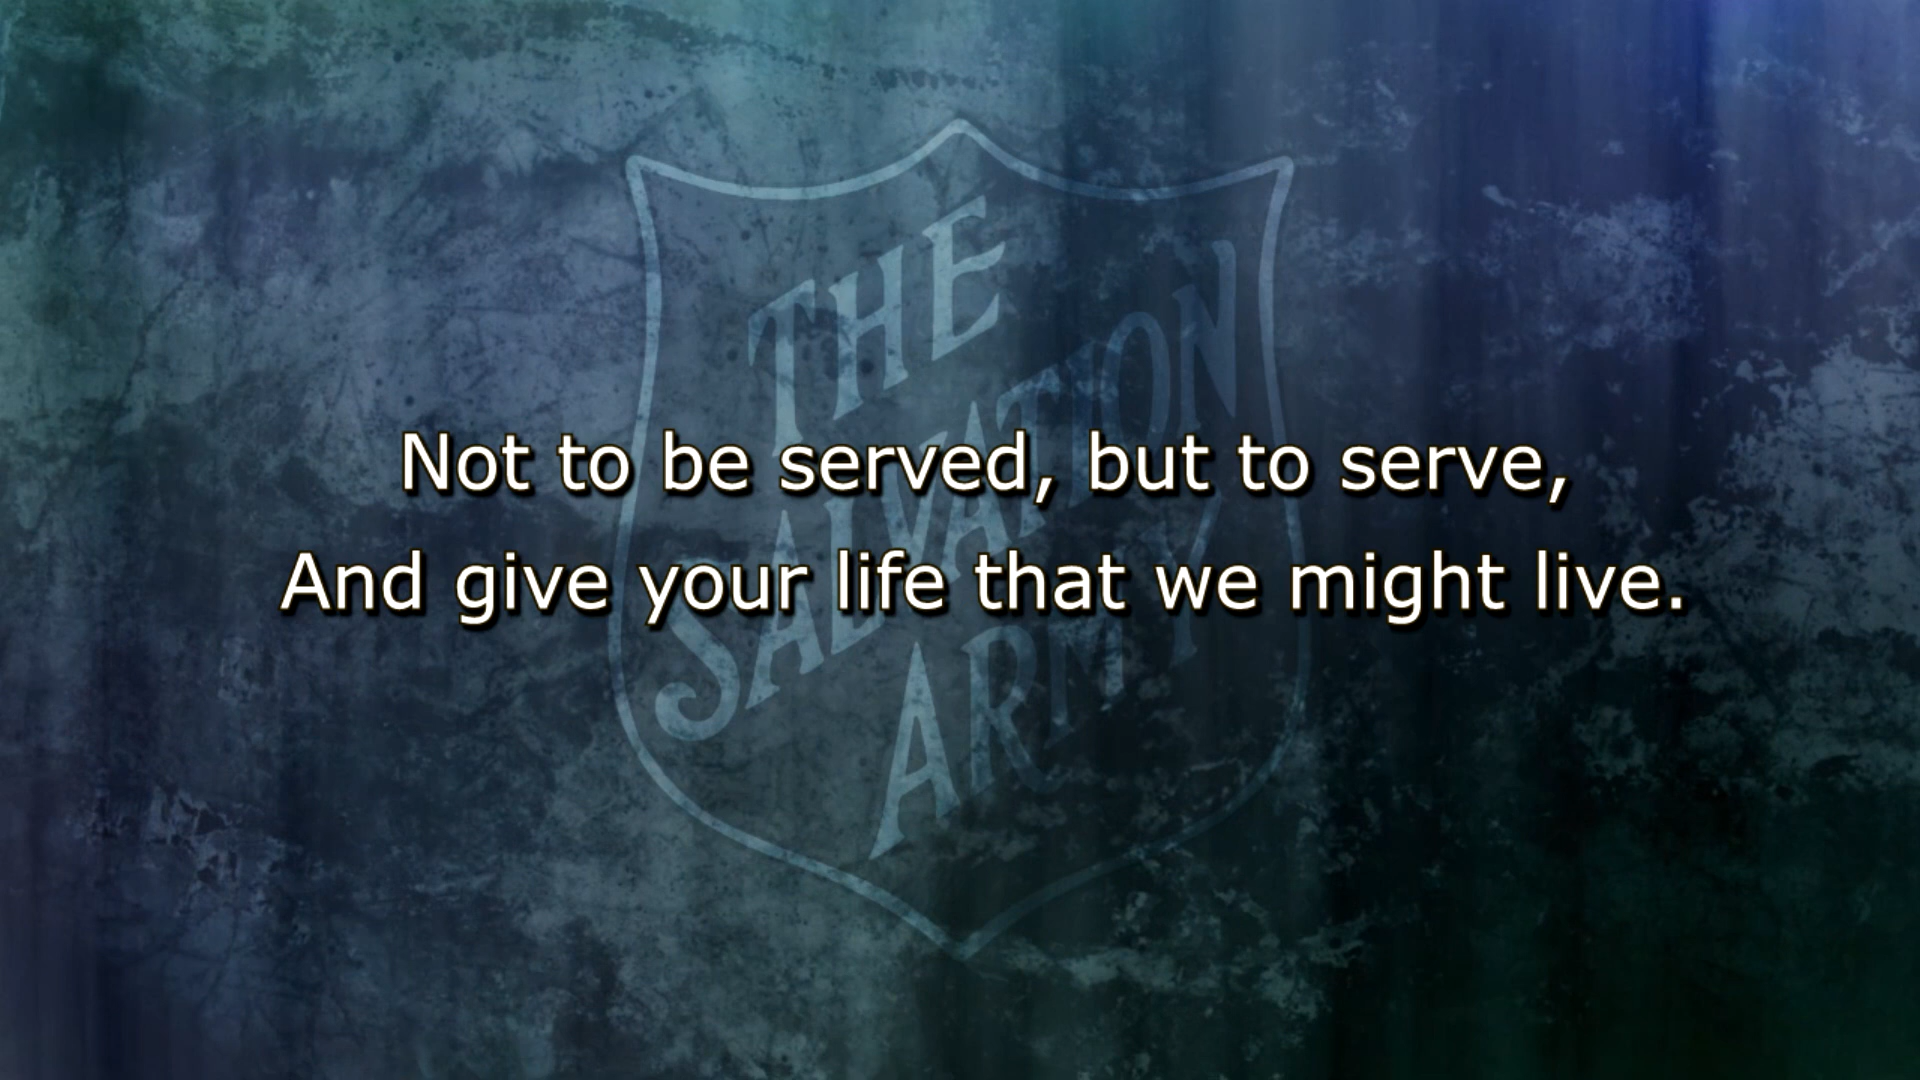 THE
SALVATION
ARMY
Not to be served, but to serve,
And give your life that we might live.